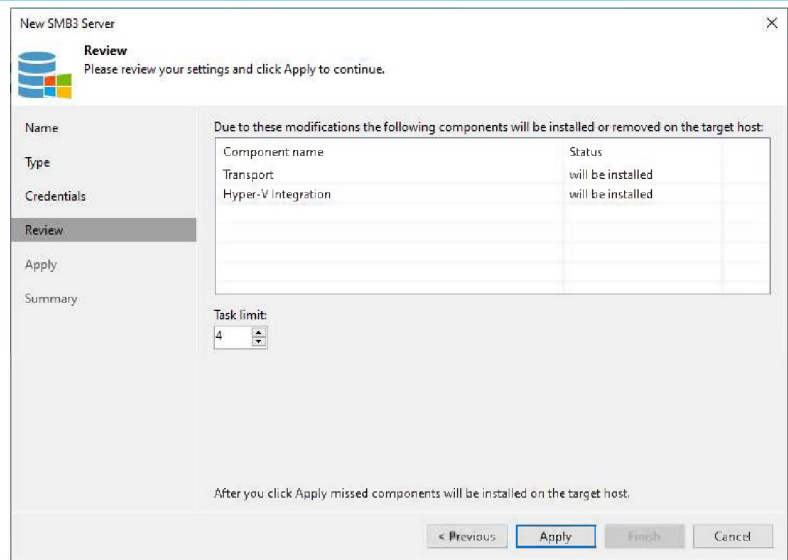 New SMB3 Server
Review
Please review your settings and click Apply to continue.
Name
Type
Credentials
Review
Apply
Summary
Due to these modifications the following components will be installed or removed on the target host:
Component name Status
Transport will be installed
Hyper-V Integration will be installed
Task limit:
4
After you click Apply missed components will be installed on the target host.
< Previous Apply Finish Cancel